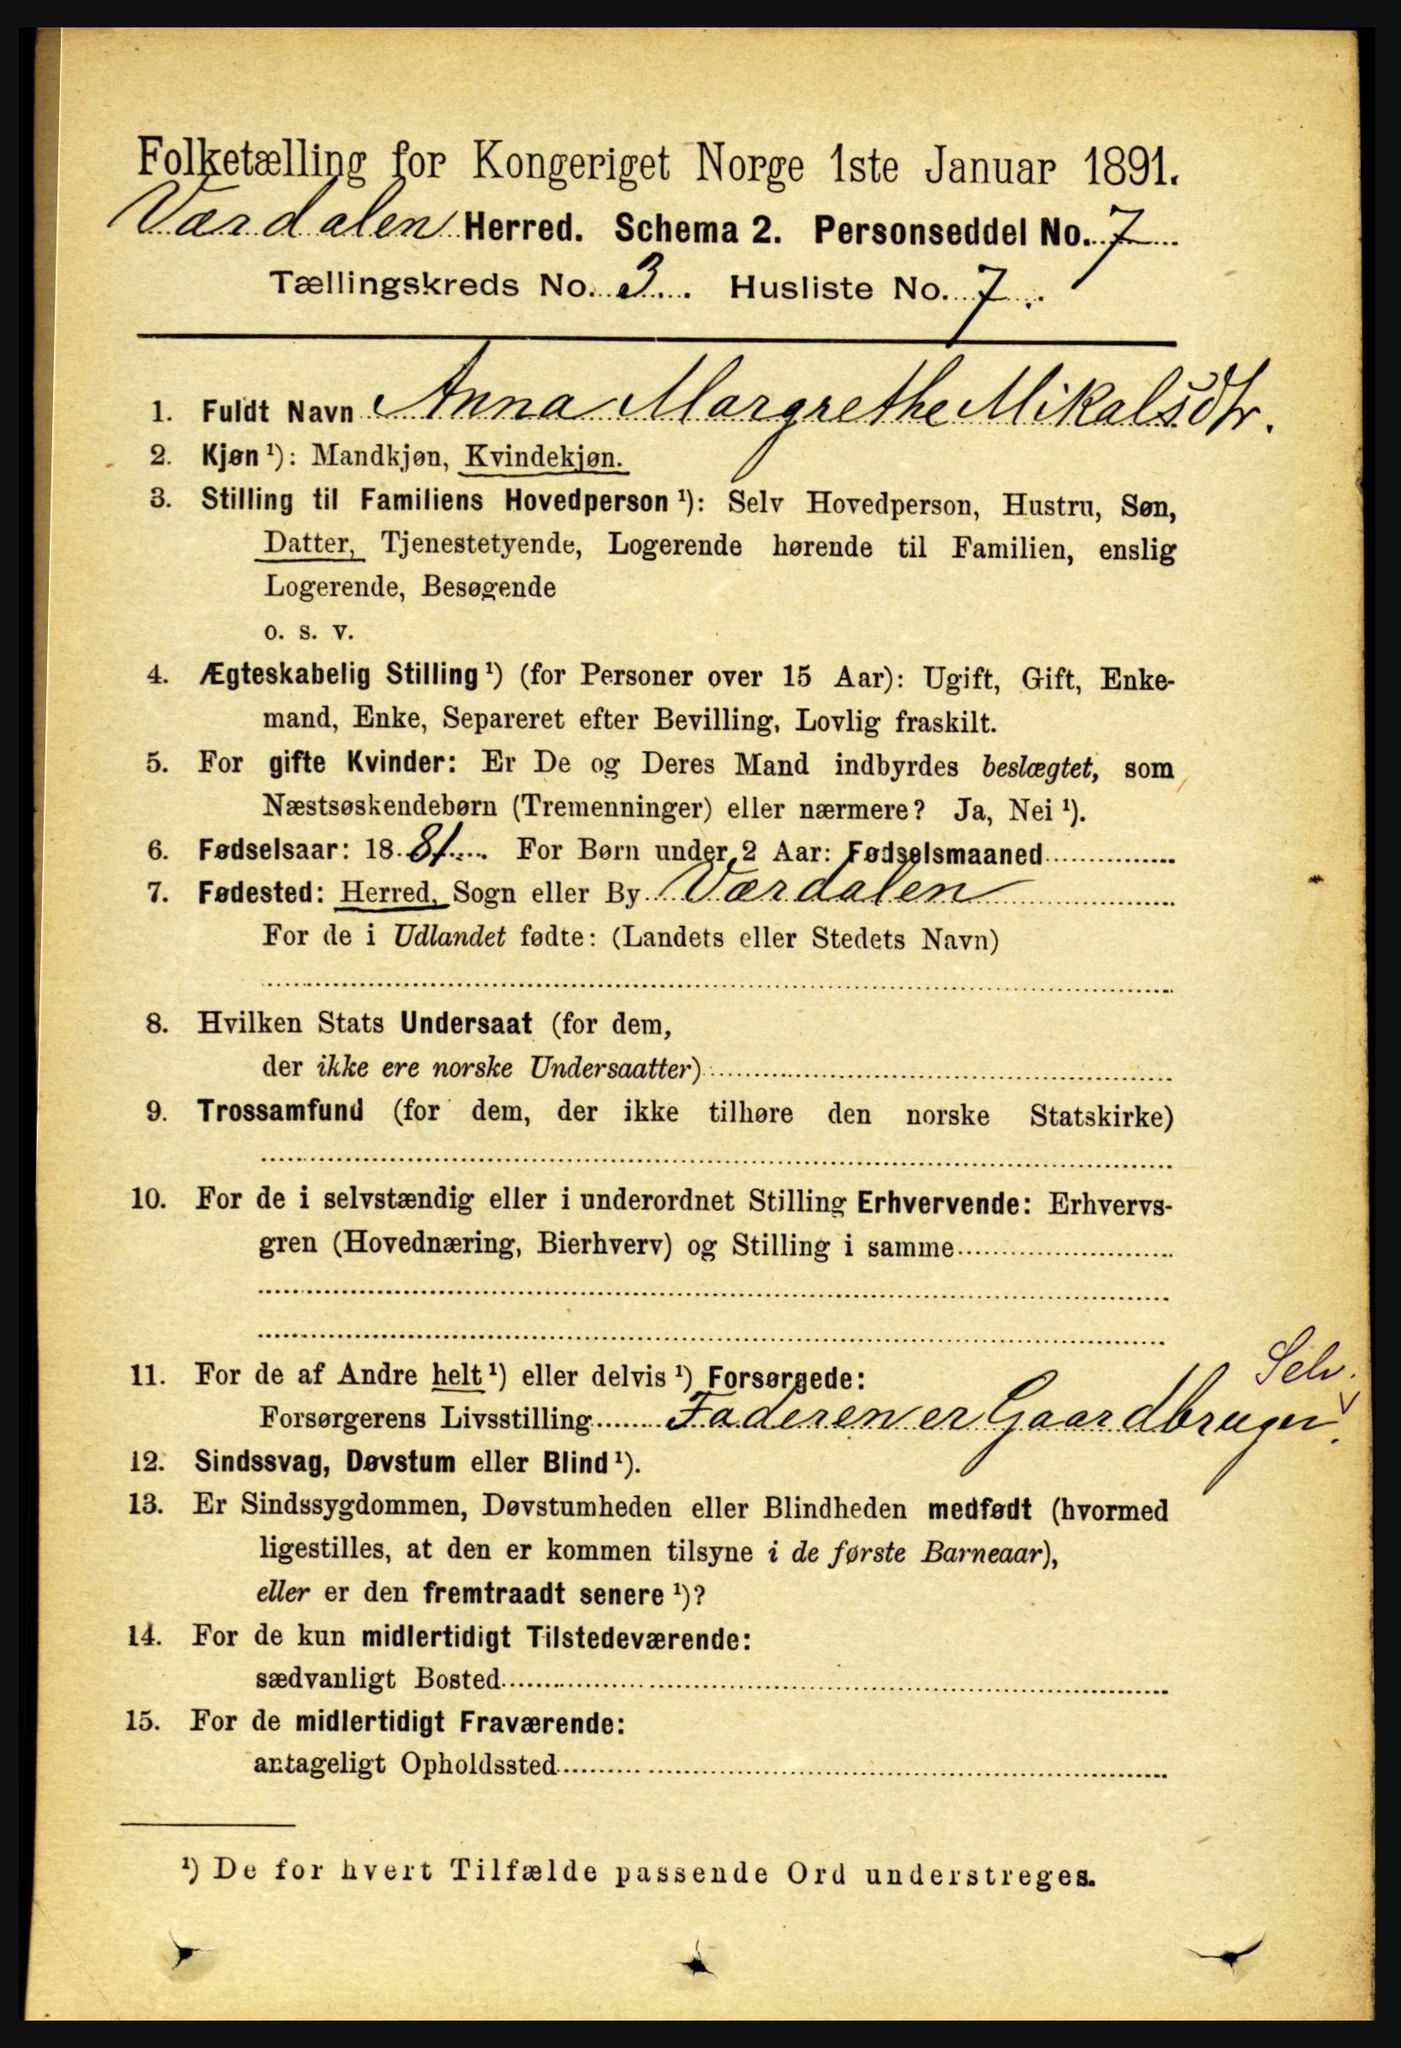 Folketælling for Kongeriget Norge 1ste Januar 1891.
Værdalen Herred. Schema 2. Personseddel No. 7
Tællingskreds No. 3. Husliste No. 7.
1. Fuldt Navn Anna Margrethe Mikalsdtr.
2. Kjøn ¹): Mandkjøn, Kvindekjøn.
3. Stilling til Familiens Hovedperson ¹): Selv Hovedperson, Hustru, Søn,
Datter, Tjenestetyende, Logerende hørende til Familien, enslig
Logerende, Besøgende
o. s. v.
4. Ægteskabelig Stilling ¹) (for Personer over 15 Aar): Ugift, Gift, Enke-
mand, Enke, Separeret efter Bevilling, Lovlig fraskilt.
5. For gifte Kvinder: Er De og Deres Mand indbyrdes beslægtet, som
Næstsøskendebørn (Tremenninger) eller nærmere? Ja, Nei ¹).
6. Fødselsaar: 1881. For Børn under 2 Aar: Fødselsmaaned
7. Fødested: Herred, Sogn eller By Værdalen
For de i Udlandet fødte: (Landets eller Stedets Navn)
8. Hvilken Stats Undersaat (for dem,
der ikke ere norske Undersaatter)
9. Trossamfund (for dem, der ikke tilhøre den norske Statskirke)
10. For de i selvstændig eller i underordnet Stilling Erhvervende: Erhvervs-
gren (Hovednæring, Bierhverv) og Stilling i samme
Selv.
11. For de af Andre helt ¹) eller delvis ¹) Forsørgede:
Forsørgerens Livsstilling Faderen er Gaardbruger.
12. Sindssvag, Døvstum eller Blind ¹).
13. Er Sindssygdommen, Døvstumheden eller Blindheden medfødt (hvormed
ligestilles, at den er kommen tilsyne i de første Barneaar),
eller er den fremtraadt senere ¹)?
14. For de kun midlertidigt Tilstedeværende:
sædvanligt Bosted
15. For de midlertidigt Fraværende:
antageligt Opholdssted
¹) De for hvert Tilfælde passende Ord understreges.